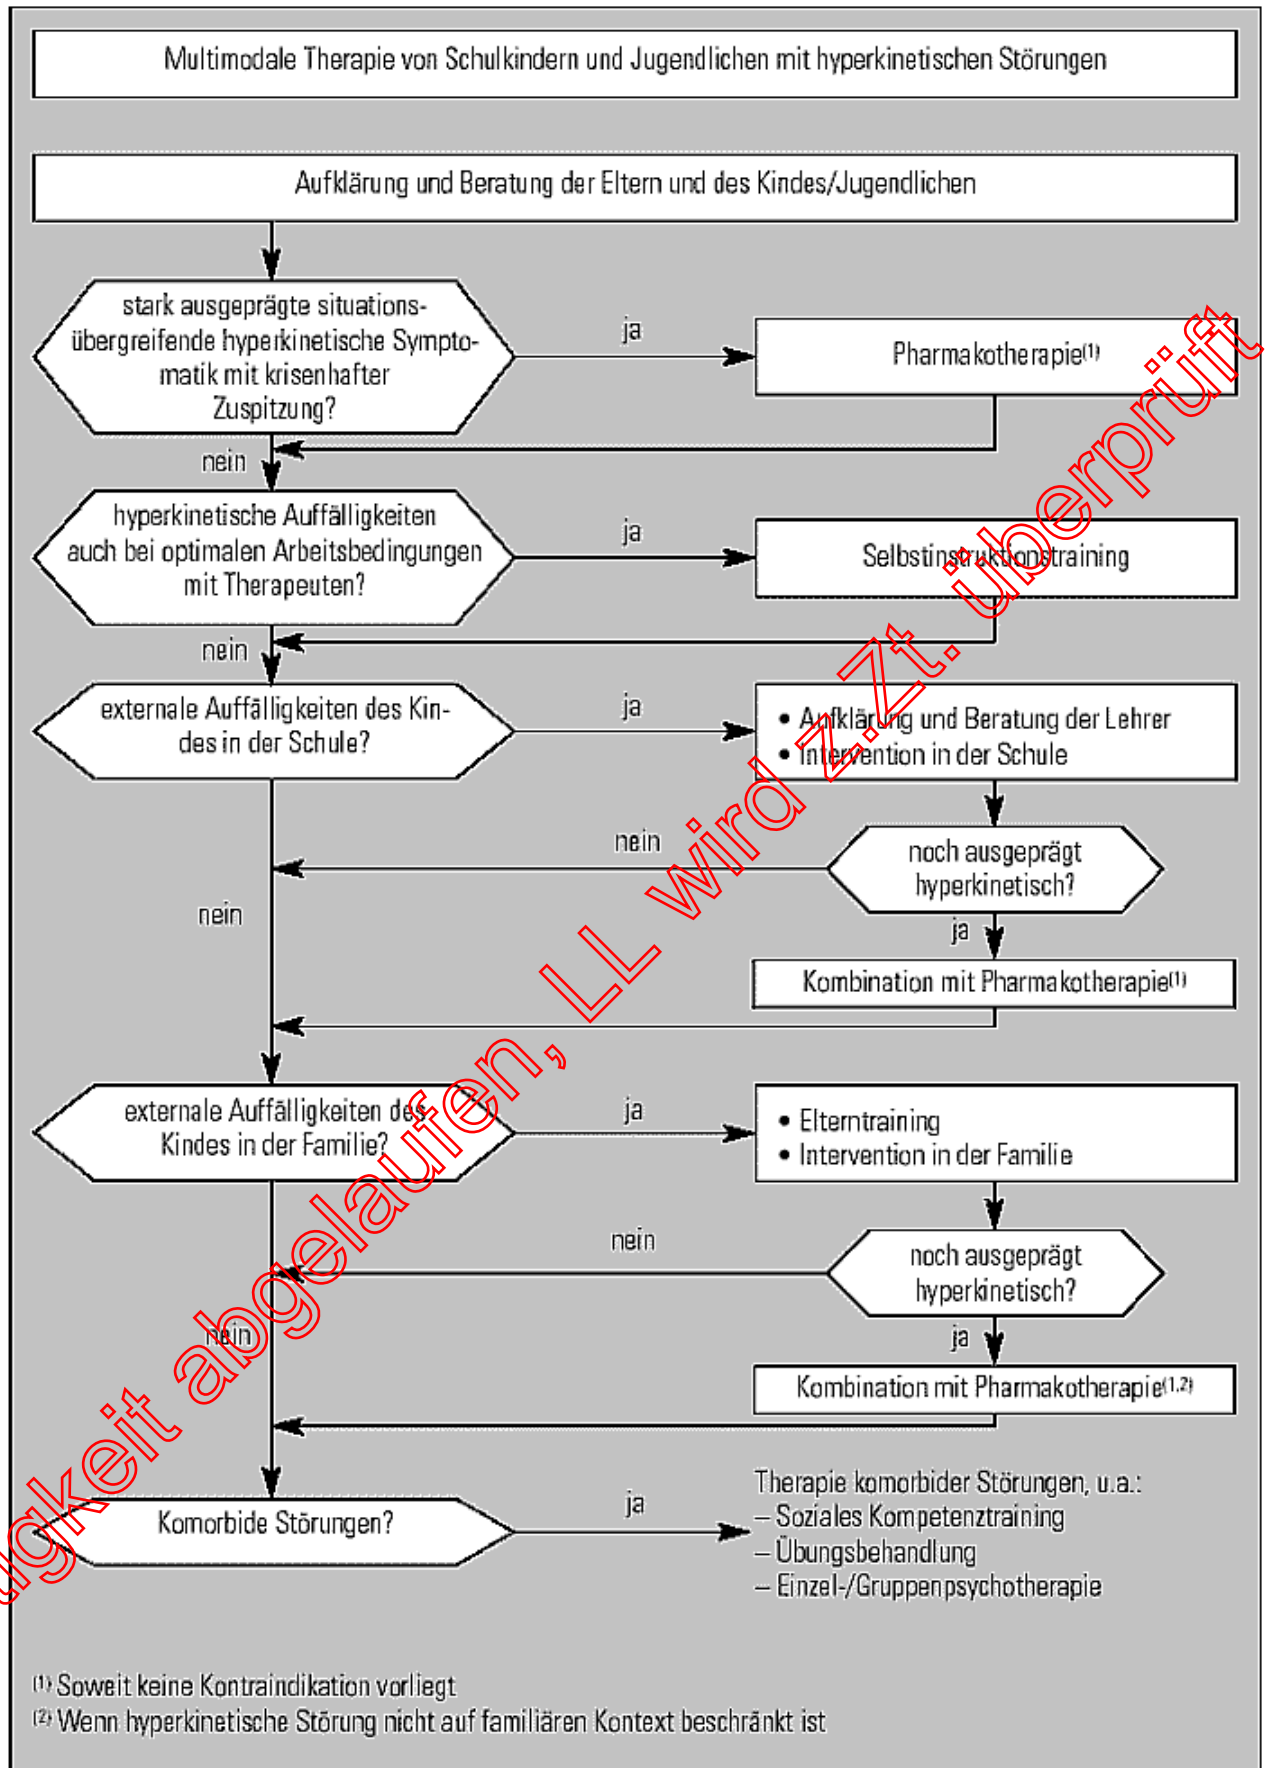 Multimodale Therapie von Schulkindern und Jugendlichen mit hyperkinetischen Störungen
Aufklärung und Beratung der Eltern und des Kindes/Jugendlichen
stark ausgeprägte situations-
übergreifende hyperkinetische Sympto-
matik mit krisenhafter
Zuspitzung?
ja
Pharmakotherapie(1)
nein
hyperkinetische Auffälligkeiten
auch bei optimalen Arbeitsbedingungen
mit Therapeuten?
ja
Selbstinstruktionstraining
nein
externale Auffälligkeiten des Kin-
des in der Schule?
ja
• Aufklärung und Beratung der Lehrer
• Intervention in der Schule
nein
noch ausgeprägt
hyperkinetisch?
nein
ja
Kombination mit Pharmakotherapie(1)
externale Auffälligkeiten des
Kindes in der Familie?
ja
• Elterntraining
• Intervention in der Familie
nein
noch ausgeprägt
hyperkinetisch?
nein
ja
Kombination mit Pharmakotherapie(1,2)
Komorbide Störungen?
ja
Therapie komorbider Störungen, u.a.:
– Soziales Kompetenztraining
– Übungsbehandlung
– Einzel-/Gruppenpsychotherapie
(1) Soweit keine Kontraindikation vorliegt
(2) Wenn hyperkinetische Störung nicht auf familiären Kontext beschränkt ist
abgelaufen, LL wird z.Zt. überprüft